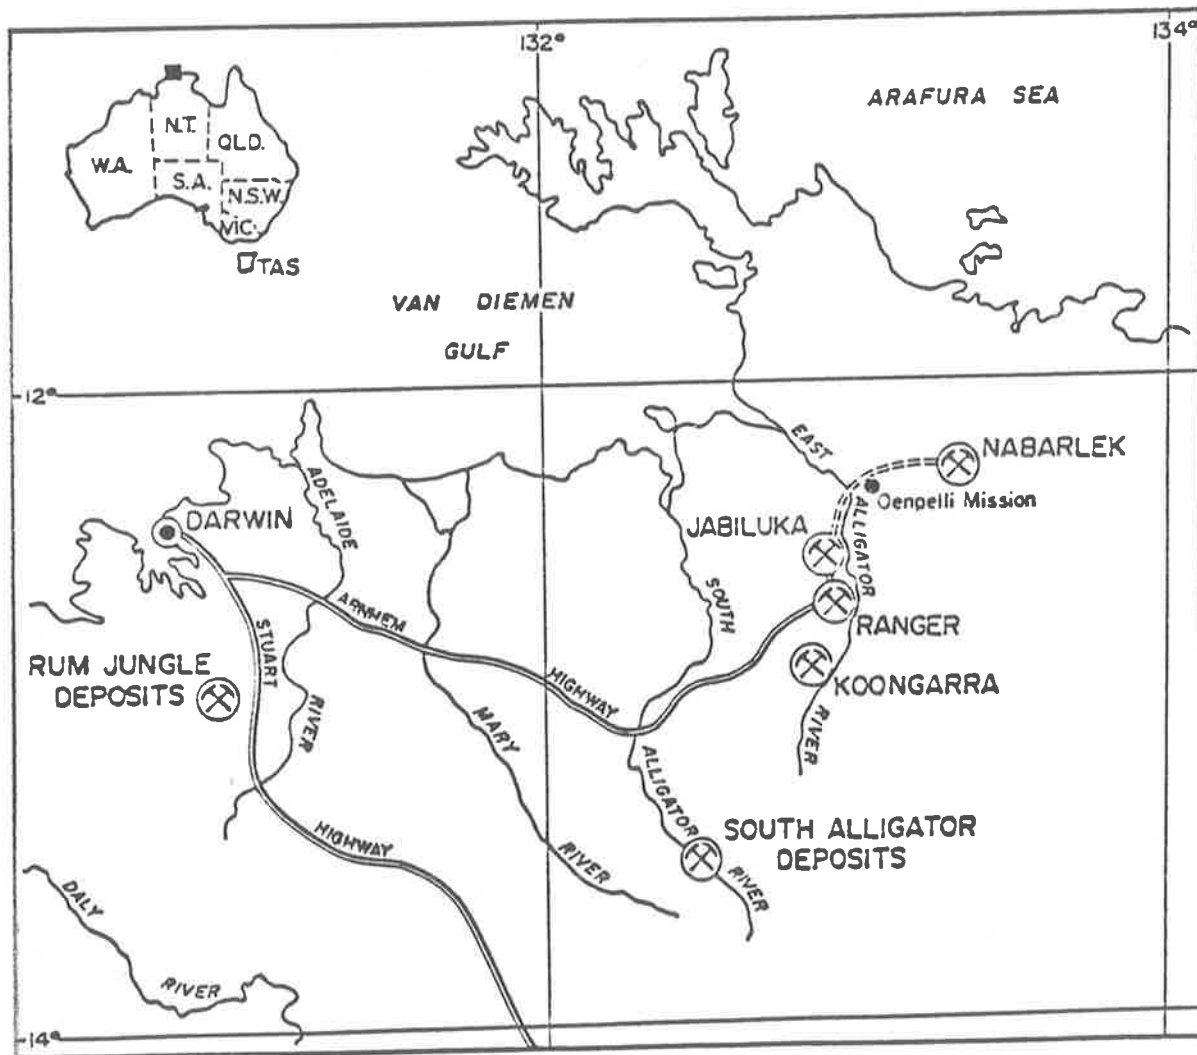 132°
134°
ARAFURA SEA
N.T.
QLD.
W.A.
S.A.
N.S.W.
VIC.
TAS
VAN DIEMEN
GULF
12°
EAST
NABARLEK
Oenpelli Mission
ADELAIDE
DARWIN
JABILUKA
ALLIGATOR
SOUTH
ARNHEM
RANGER
STUART
RUM JUNGLE
DEPOSITS
HIGHWAY
KOONGARRA
RIVER
MARY
RIVER
ALLIGATOR
SOUTH ALLIGATOR
DEPOSITS
HIGHWAY
RIVER
RIVER
DALY
RIVER
14°